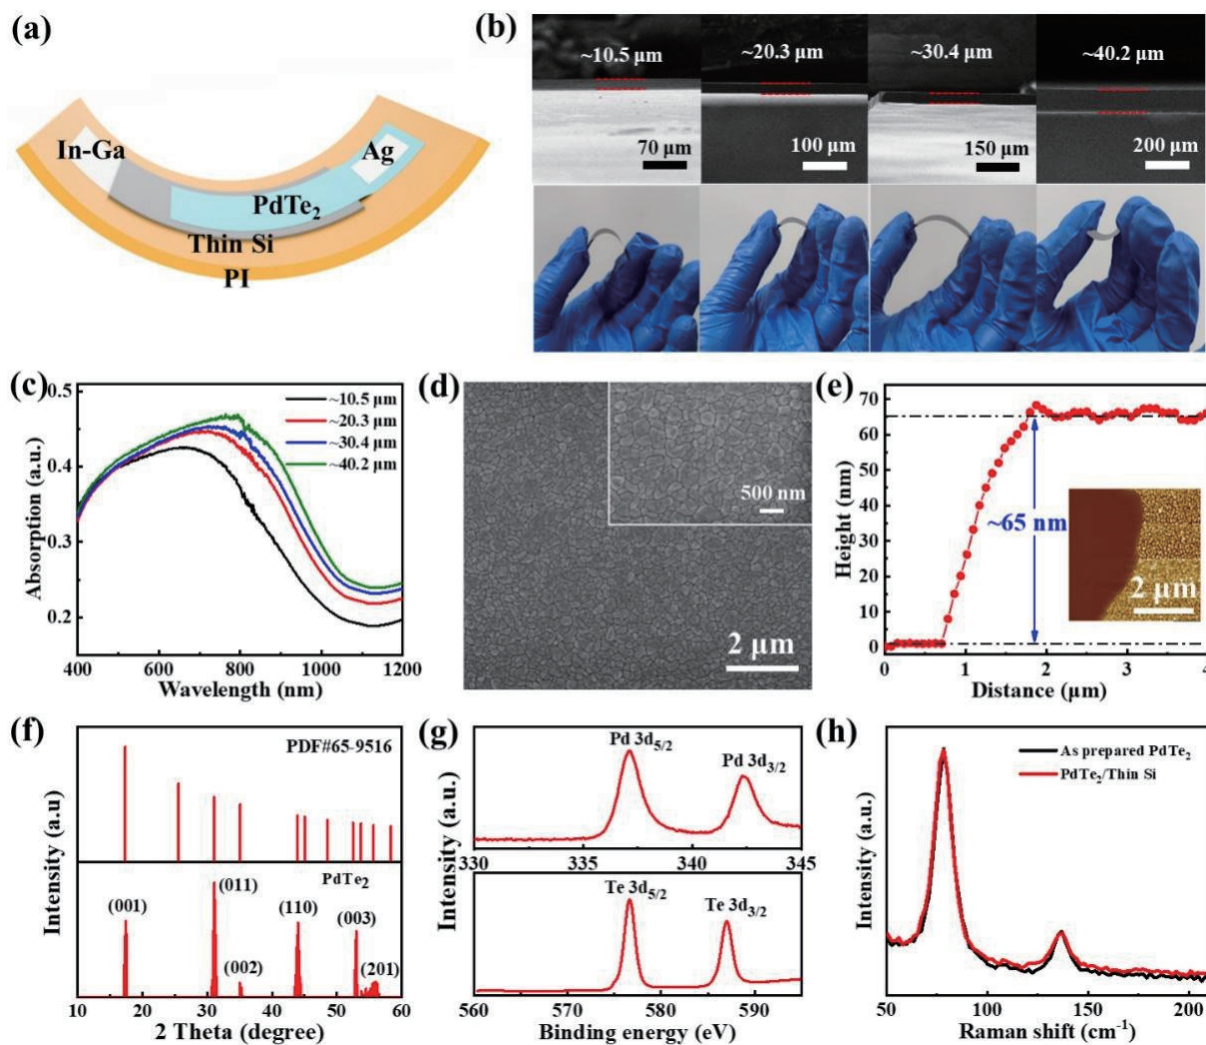 (a)
In-Ga
Ag
PdTe₂
Thin Si
PI
(b)
~10.5 μm
~20.3 μm
~30.4 μm
~40.2 μm
70 μm
100 μm
150 μm
200 μm
(c)
Absorption (a.u.)
0.5
0.4
0.3
0.2
~10.5 μm
~20.3 μm
~30.4 μm
~40.2 μm
400 600 800 1000 1200
Wavelength (nm)
(d)
500 nm
2 μm
(e)
Height (nm)
70
60
50
40
30
20
10
0
~65 nm
2 μm
0 1 2 3 4
Distance (μm)
(f)
Intensity (a.u)
PDF#65-9516
PdTe₂
(001)
(011)
(002)
(110)
(003)
(201)
10 20 30 40 50 60
2 Theta (degree)
(g)
Intensity (a.u.)
Pd 3d5/2
Pd 3d3/2
330 335 340 345
Te 3d5/2
Te 3d3/2
560 570 580 590
Binding energy (eV)
(h)
Intensity (a.u.)
As prepared PdTe₂
PdTe₂/Thin Si
50 100 150 200
Raman shift (cm⁻¹)